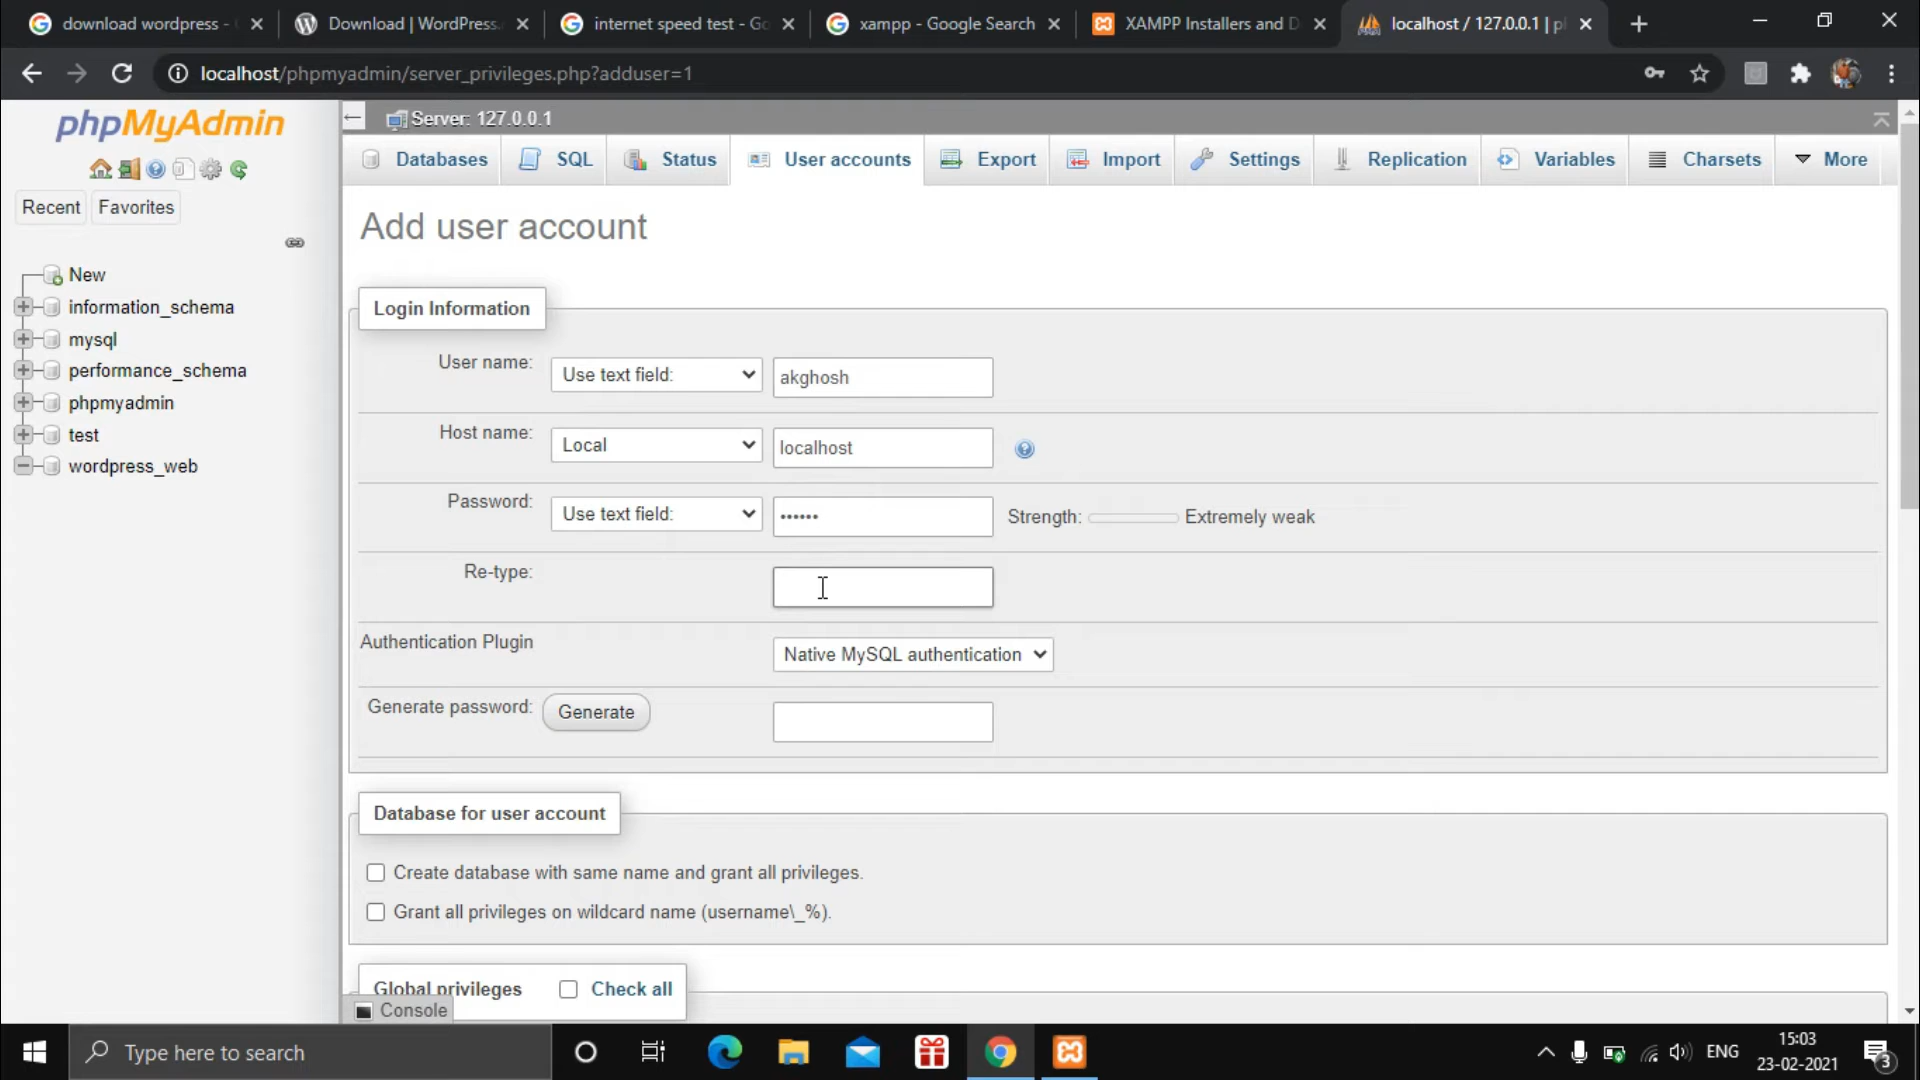 download wordpress -
Download | WordPress.
internet speed test - Go
xampp - Google Search
XAMPP Installers and D
localhost / 127.0.0.1 | p
localhost/phpmyadmin/server_privileges.php?adduser=1
phpMyAdmin
Recent
Favorites
New
information_schema
mysql
performance_schema
phpmyadmin
test
wordpress_web
Server: 127.0.0.1
Databases
SQL
Status
User accounts
Export
Import
Settings
Replication
Variables
Charsets
More
Add user account
Login Information
User name:
Use text field:
akghosh
Host name:
Local
localhost
Password:
Use text field:
••••••
Strength:
Extremely weak
Re-type:
Authentication Plugin
Native MySQL authentication
Generate password:
Generate
Database for user account
Create database with same name and grant all privileges.
Grant all privileges on wildcard name (username\_%).
Global privileges
Check all
Console
Type here to search
ENG
15:03
23-02-2021
3